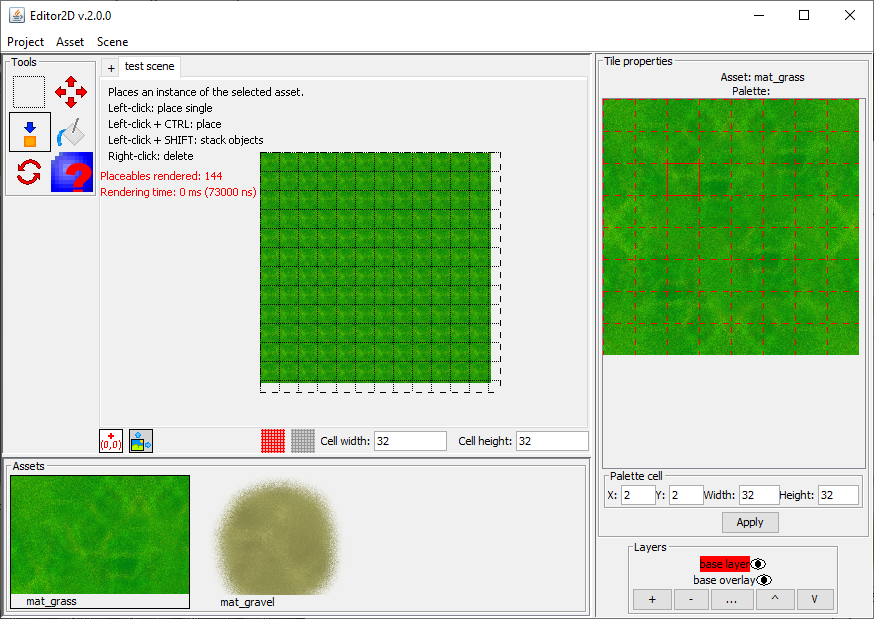 Editor2D v.2.0.0
Project Asset Scene
Tools
+ test scene
Places an instance of the selected asset.
Left-click: place single
Left-click + CTRL: place
Left-click + SHIFT: stack objects
Right-click: delete
Placeables rendered: 144
Rendering time: 0 ms (73000 ns)
?
+
(0,0)
Cell width: 32 Cell height: 32
Assets
mat_grass mat_gravel
Tile properties
Asset: mat_grass
Palette:
Palette cell
X: 2 Y: 2 Width: 32 Height: 32
Apply
Layers
base layer
base overlay
+ - ... ^ V